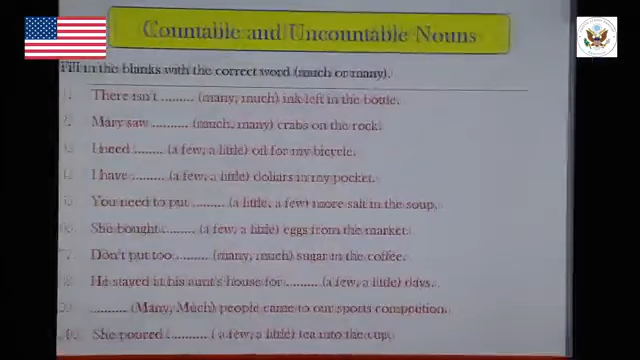 Countable and Uncountable Nouns
Fill in the blanks with the correct word (much or many).
1. There isn't ......... (many, much) ink left in the bottle.
2. Mary saw .......... (much, many) crabs on the rock.
3. I need ........ (a few, a little) oil for my bicycle.
4. I have ......... (a few, a little) dollars in my pocket.
5. You need to put ......... (a little, a few) more salt in the soup.
6. She bought ......... (a few, a little) eggs from the market.
7. Don't put too ......... (many, much) sugar in the coffee.
8. He stayed in his aunt's house for ......... (a few, a little) days.
9. .......... (Many, Much) people came to our sports
10. She poured .......... (a few, a little) tea into the cup.